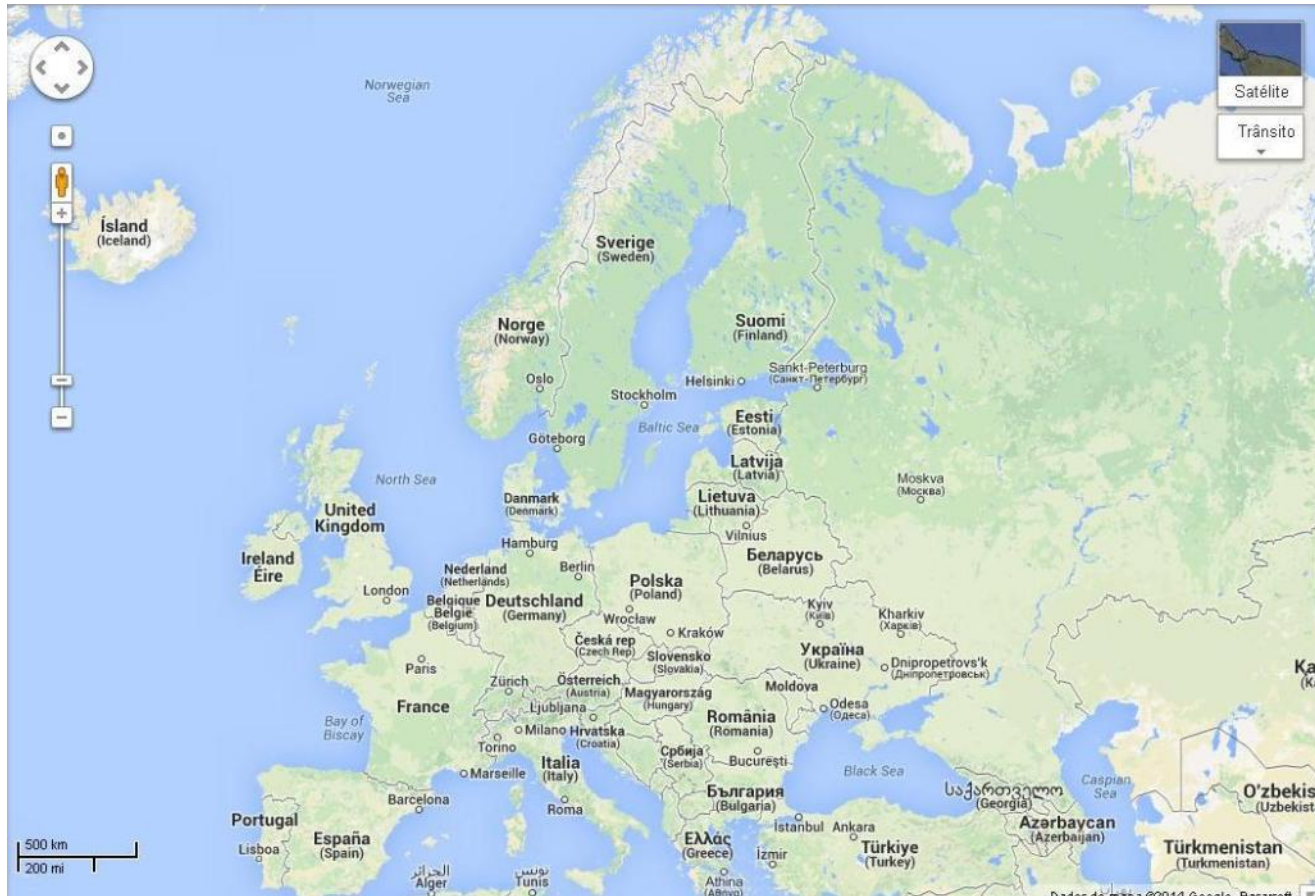 Norwegian
Sea
Satélite
Trânsito
Ísland
(Iceland)
Sverige
(Sweden)
Norge
(Norway)
Suomi
(Finland)
Sankt-Peterburg
(Санкт-Петербург)
Oslo
Helsinki
Stockholm
Eesti
(Estonia)
Baltic Sea
Göteborg
Latvija
(Latvia)
North Sea
Moskva
(Москва)
Danmark
(Denmark)
Lietuva
(Lithuania)
United
Kingdom
Vilnius
Hamburg
Беларусь
(Belarus)
Ireland
Éire
Nederland
(Netherlands)
Berlin
Polska
(Poland)
London
Belgique
België
(Belgium)
Deutschland
(Germany)
Wrocław
Kyiv
(Київ)
Kharkiv
(Харків)
Kraków
Česká rep
(Czech Rep)
Slovensko
(Slovakia)
Україна
(Ukraine)
Dnipropetrovs'k
(Дніпропетровськ)
Paris
Zürich
Österreich
(Austria)
Magyarország
(Hungary)
Moldova
France
Ljubljana
Odesa
(Одеса)
România
(Romania)
Bay of
Biscay
Milano
Hrvatska
(Croatia)
Torino
Србија
(Serbia)
București
Marseille
Italia
(Italy)
Black Sea
Caspian
Sea
България
(Bulgaria)
საქართველო
(Georgia)
O'zbekis
(Uzbekist
Barcelona
Roma
Portugal
España
(Spain)
Lisboa
İstanbul
Ankara
Azərbaycan
(Azerbaijan)
Ελλάς
(Greece)
İzmir
Türkiye
(Turkey)
Türkmenistan
(Turkmenistan)
500 km
200 mi
الجزائر
Alger
تونس
Tunis
Athina
(Αθήνα)